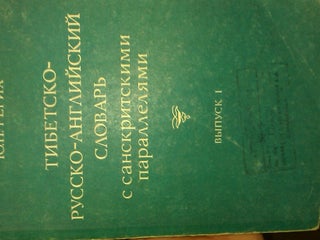 ТИБЕТСКО-
РУССКО-АНГЛИЙСКИЙ
СЛОВАРЬ
с санскритскими
параллелями
ВЫПУСК 1